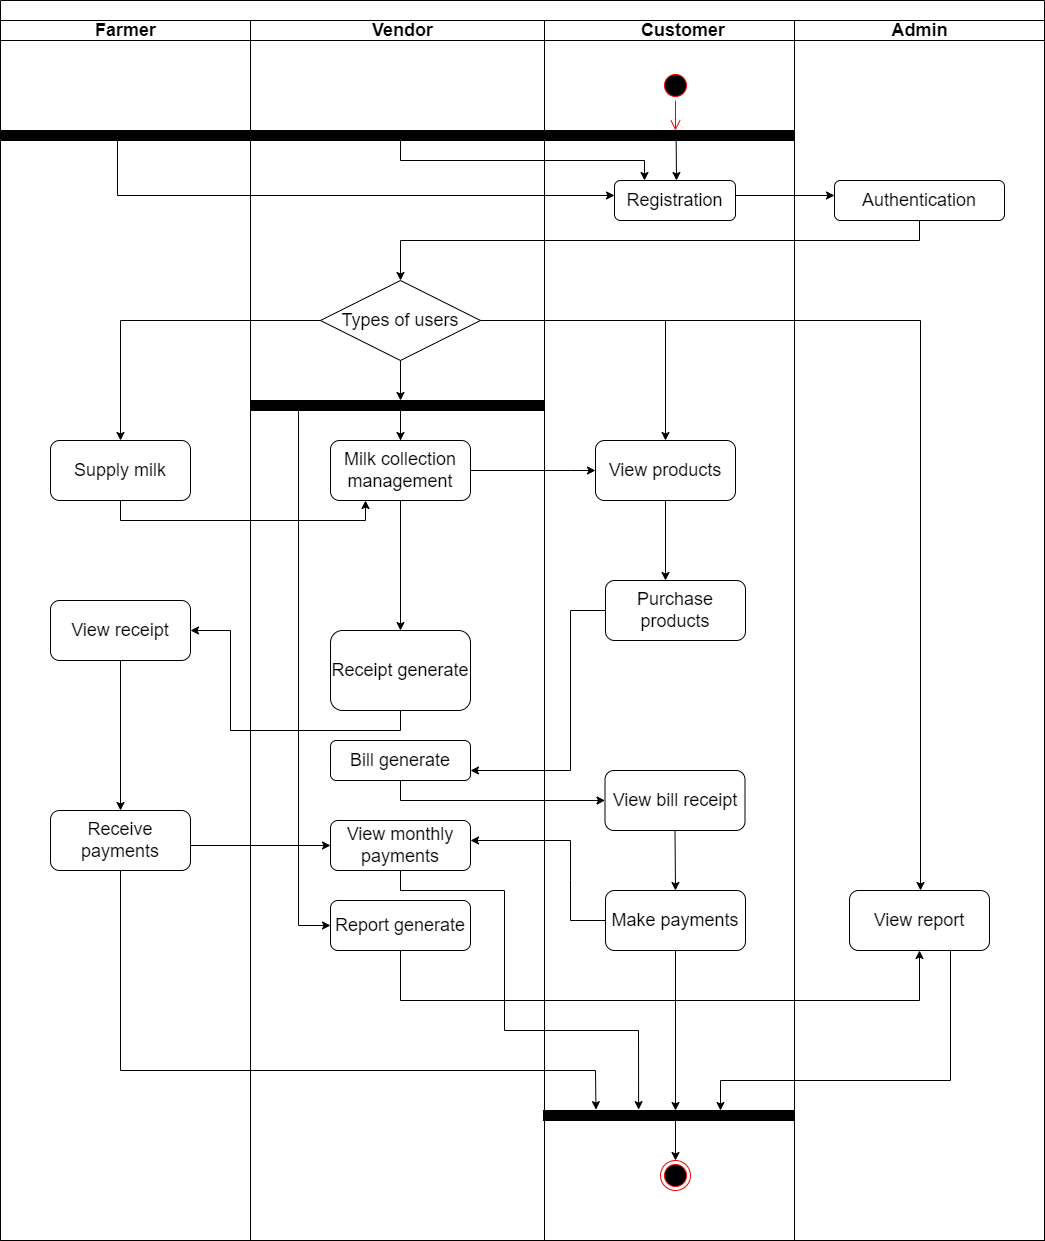 Farmer
Vendor
Customer
Admin
Registration
Authentication
Types of users
Supply milk
Milk collection
management
View products
Purchase
products
View receipt
Receipt generate
Bill generate
View bill receipt
Receive
payments
View monthly
payments
Report generate
Make payments
View report